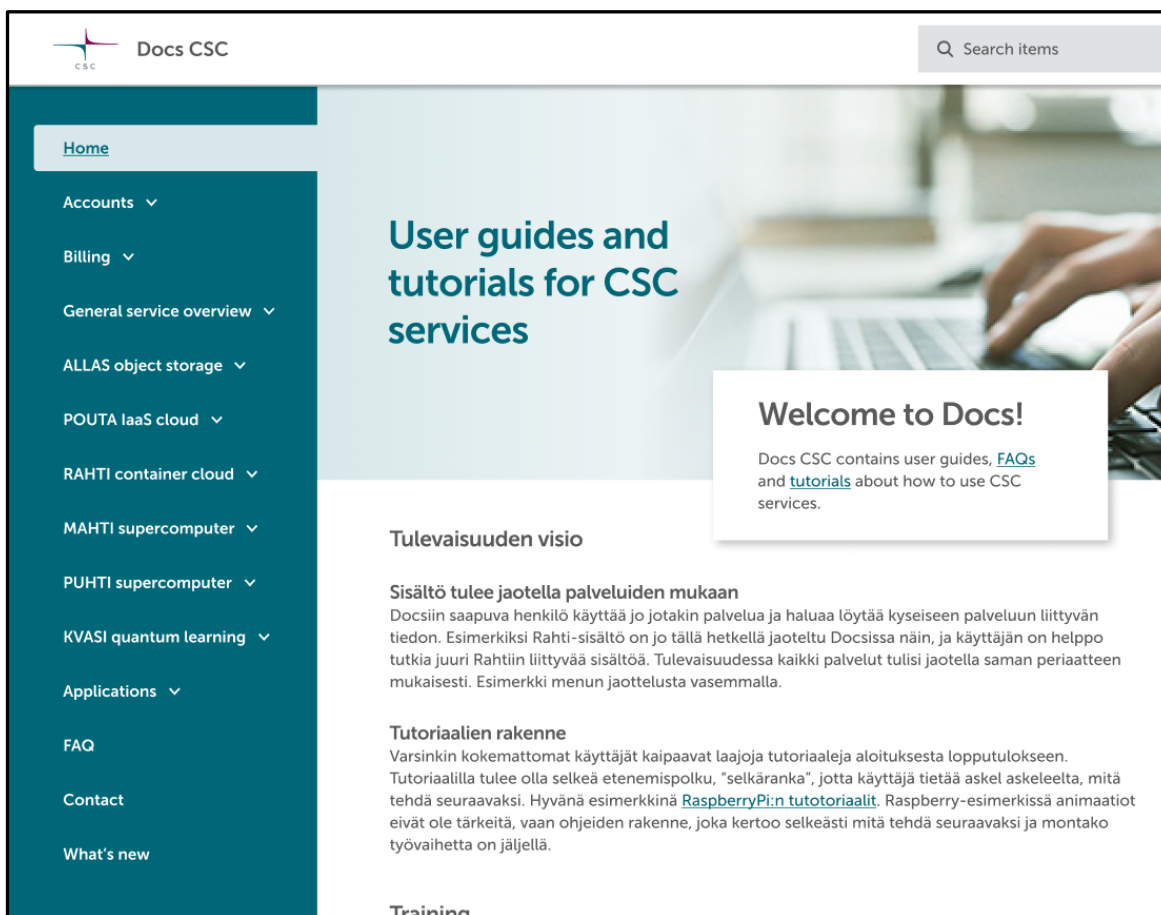 CSC
Docs CSC
Search items
Home
Accounts
Billing
General service overview
ALLAS object storage
POUTA IaaS cloud
RAHTI container cloud
MAHTI supercomputer
PUHTI supercomputer
KVASI quantum learning
Applications
FAQ
Contact
What's new
User guides and
tutorials for CSC
services
Welcome to Docs!
Docs CSC contains user guides, FAQs
and tutorials about how to use CSC
services.
Tulevaisuuden visio
Sisältö tulee jaotella palveluiden mukaan
Docsiin saapuva henkilö käyttää jo jotakin palvelua ja haluaa löytää kyseiseen palveluun liittyvän
tiedon. Esimerkiksi Rahti-sisältö on jo tällä hetkellä jaoteltu Docsissa näin, ja käyttäjän on helppo
tutkia juuri Rahtiin liittyvää sisältöä. Tulevaisuudessa kaikki palvelut tulisi jaotella saman periaatteen
mukaisesti. Esimerkki menun jaottelusta vasemmalla.
Tutoriaalien rakenne
Varsinkin kokemattomat käyttäjät kaipaavat laajoja tutoriaaleja aloituksesta lopputulokseen.
Tutoriaalilla tulee olla selkeä etenemispolku, ”selkäranka”, jotta käyttäjä tietää askel askeleelta, mitä
tehdä seuraavaksi. Hyvänä esimerkkinä RaspberryPi:n tutotoriaalit. Raspberry-esimerkissä animaatiot
eivät ole tärkeitä, vaan ohjeiden rakenne, joka kertoo selkeästi mitä tehdä seuraavaksi ja montako
työvaihetta on jäljellä.
Training